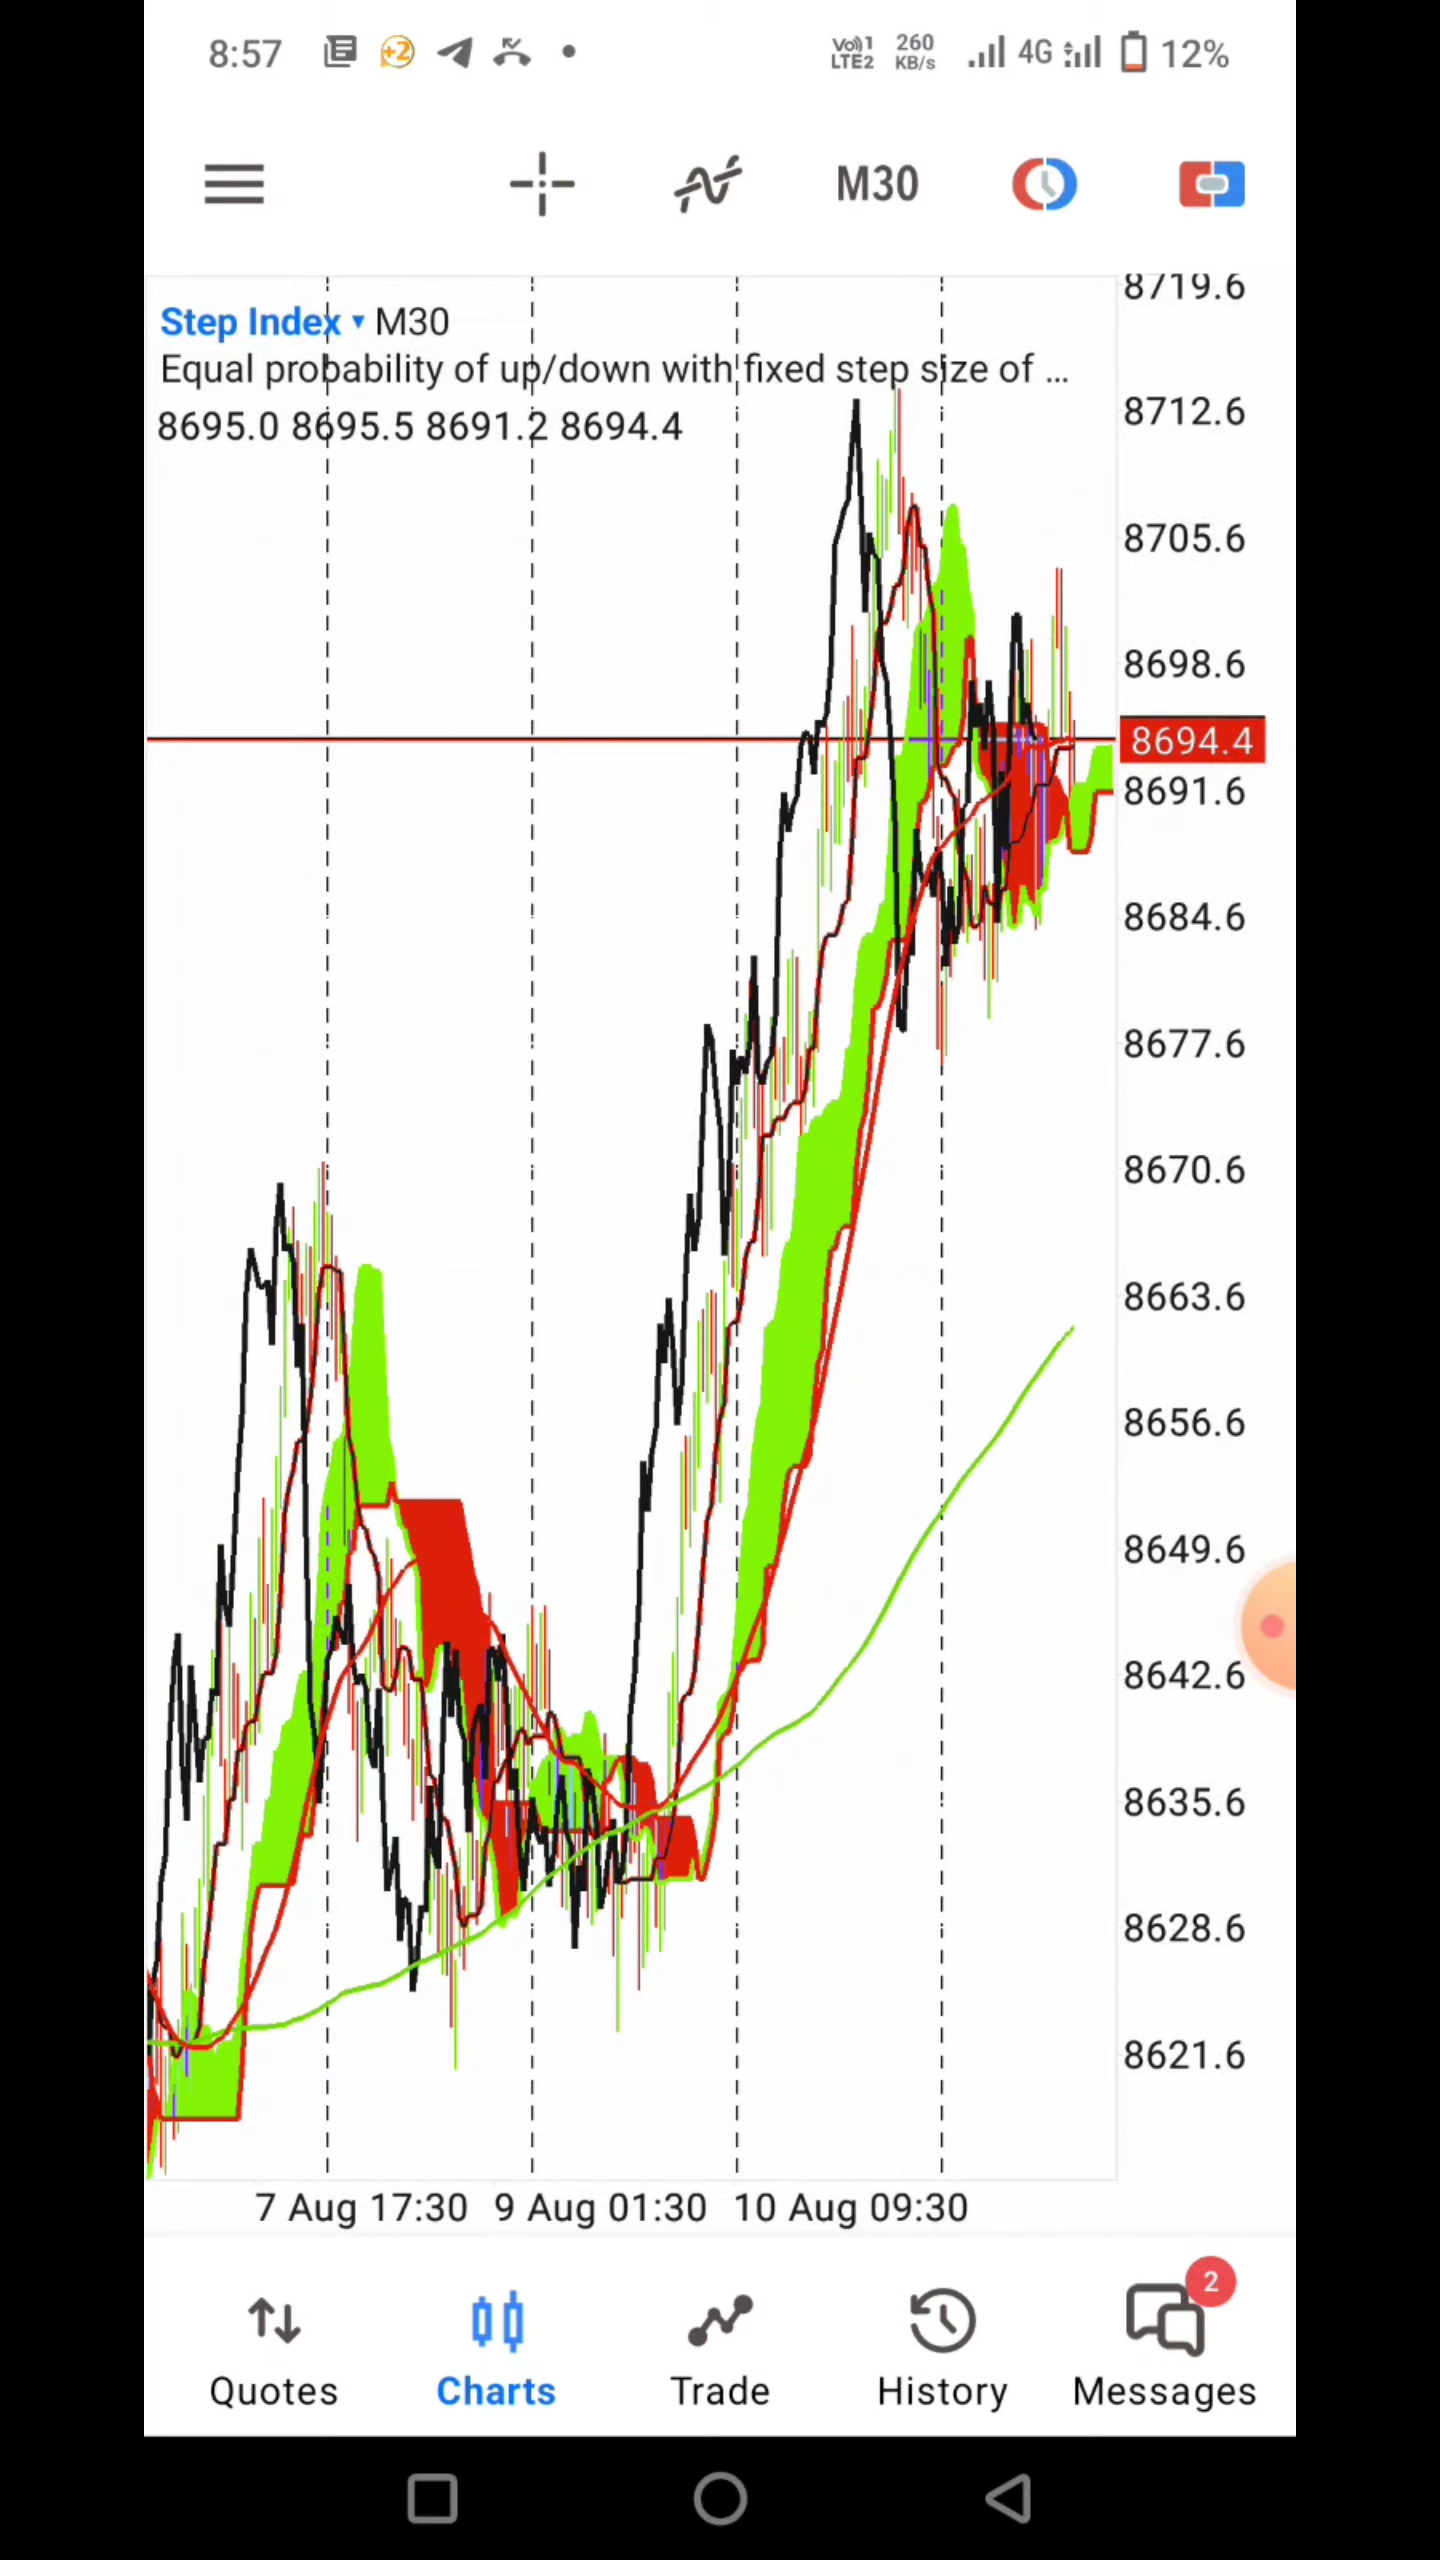 8:57 +2 Vo)) 1 LTE2 260 KB/s 4G 12%
M30
Step Index ▾ M30
Equal probability of up/down with fixed step size of ...
8695.0 8695.5 8691.2 8694.4
8719.6
8712.6
8705.6
8698.6
8694.4
8691.6
8684.6
8677.6
8670.6
8663.6
8656.6
8649.6
8642.6
8635.6
8628.6
8621.6
7 Aug 17:30 9 Aug 01:30 10 Aug 09:30
2
Quotes Charts Trade History Messages